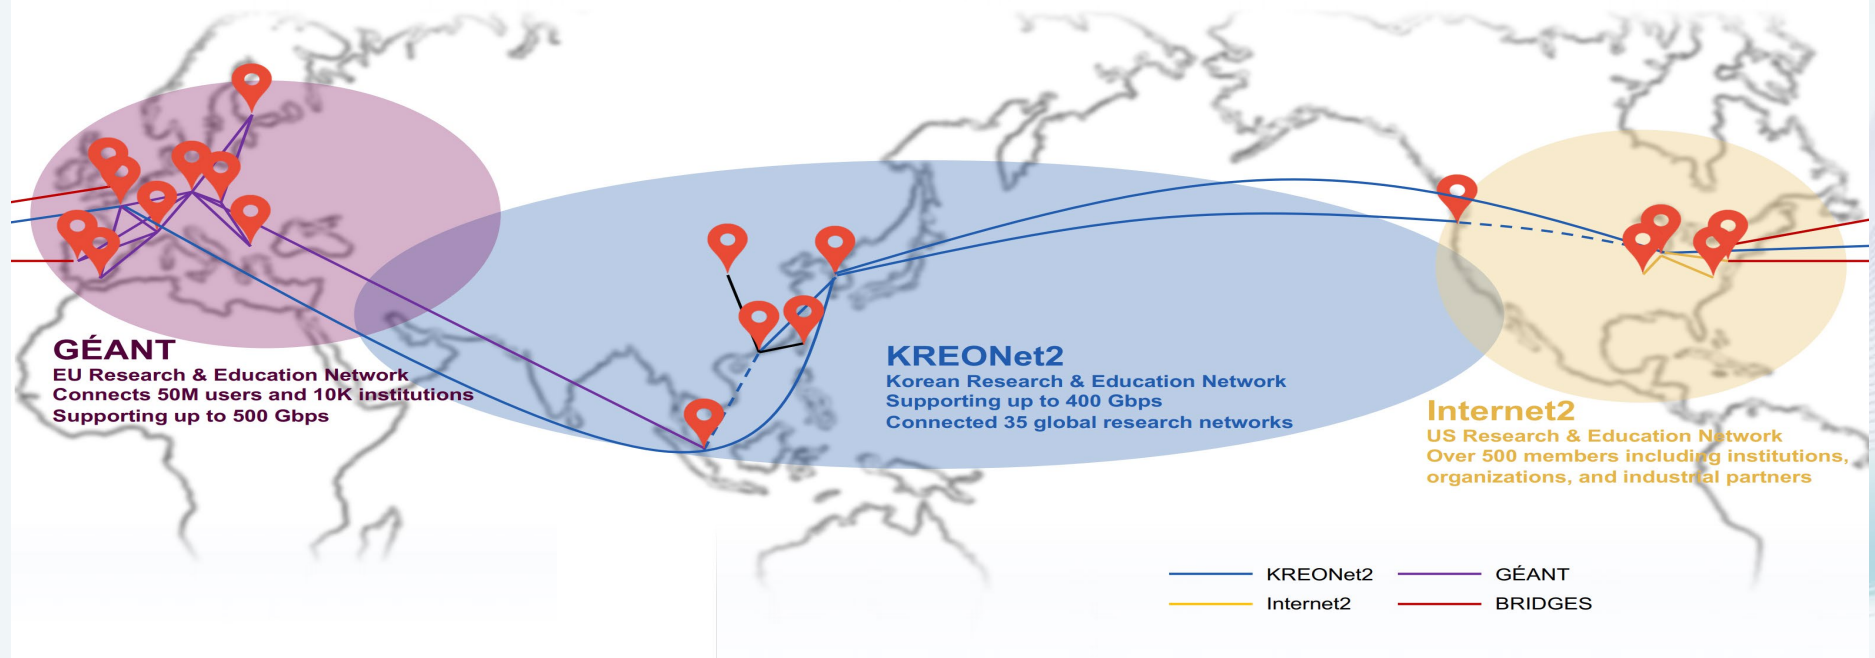 GÉANT
EU Research & Education Network
Connects 50M users and 10K institutions
Supporting up to 500 Gbps
KREONet2
Korean Research & Education Network
Supporting up to 400 Gbps
Connected 35 global research networks
Internet2
US Research & Education Network
Over 500 members including institutions,
organizations, and industrial partners
KREONet2
GÉANT
Internet2
BRIDGES